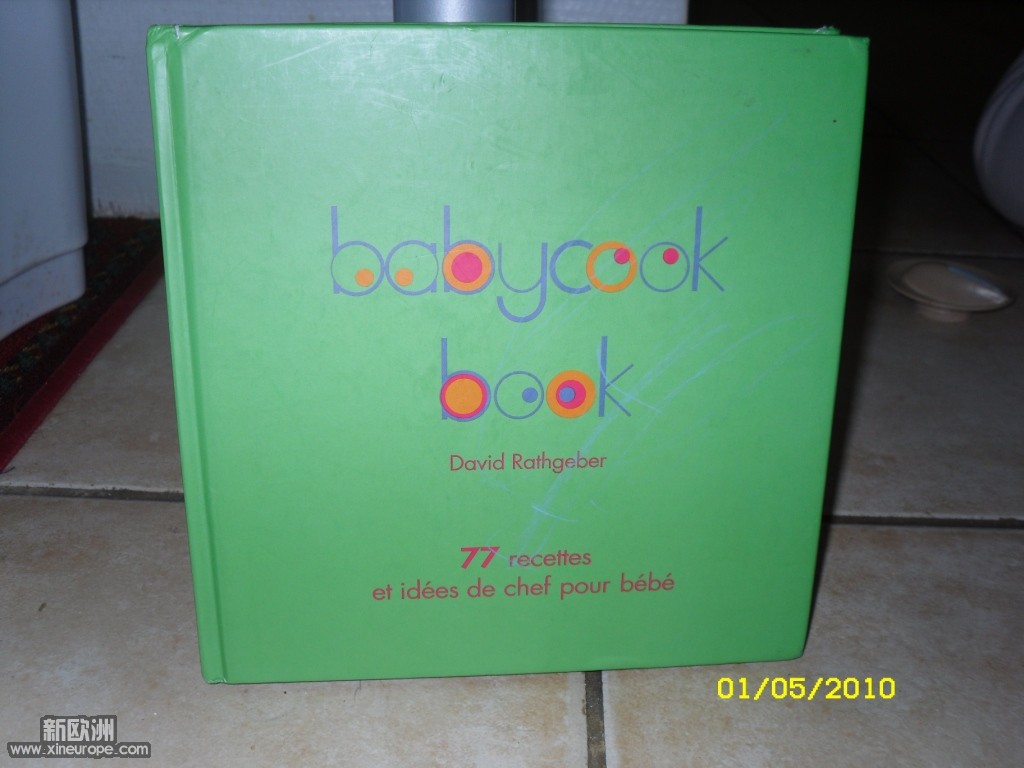 babycook
book
David Rathgeber
77 recettes
et idées de chef pour bébé
01/05/2010
新欧洲
www.xineurope.com